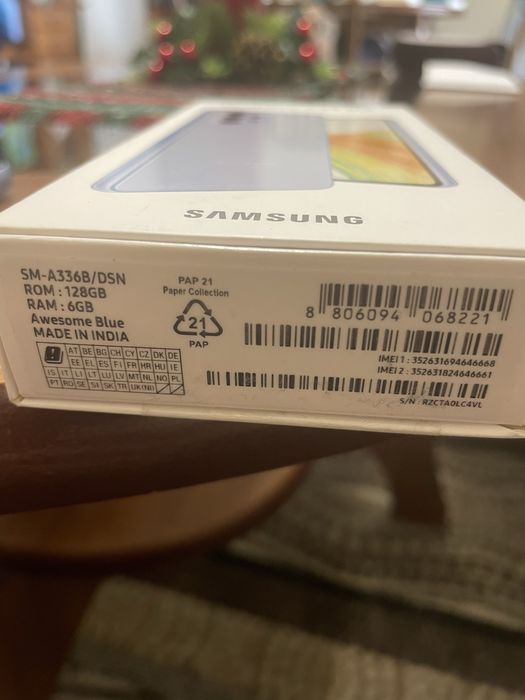 SAMSUNG
SM-A336B/DSN
ROM : 128GB
RAM : 6GB
Awesome Blue
MADE IN INDIA
AT BE BG CH CY CZ DK DE
EE EL ES FI FR HR HU IE
IS IT LI LT LU LV MT NL NO PL
PT RO SE SI SK TR UK(NI)
PAP 21
Paper Collection
21
PAP
8 806094 068221
IMEI 1 : 352631694646668
IMEI 2 : 352631824646661
S/N : RZCTA0LC4VL